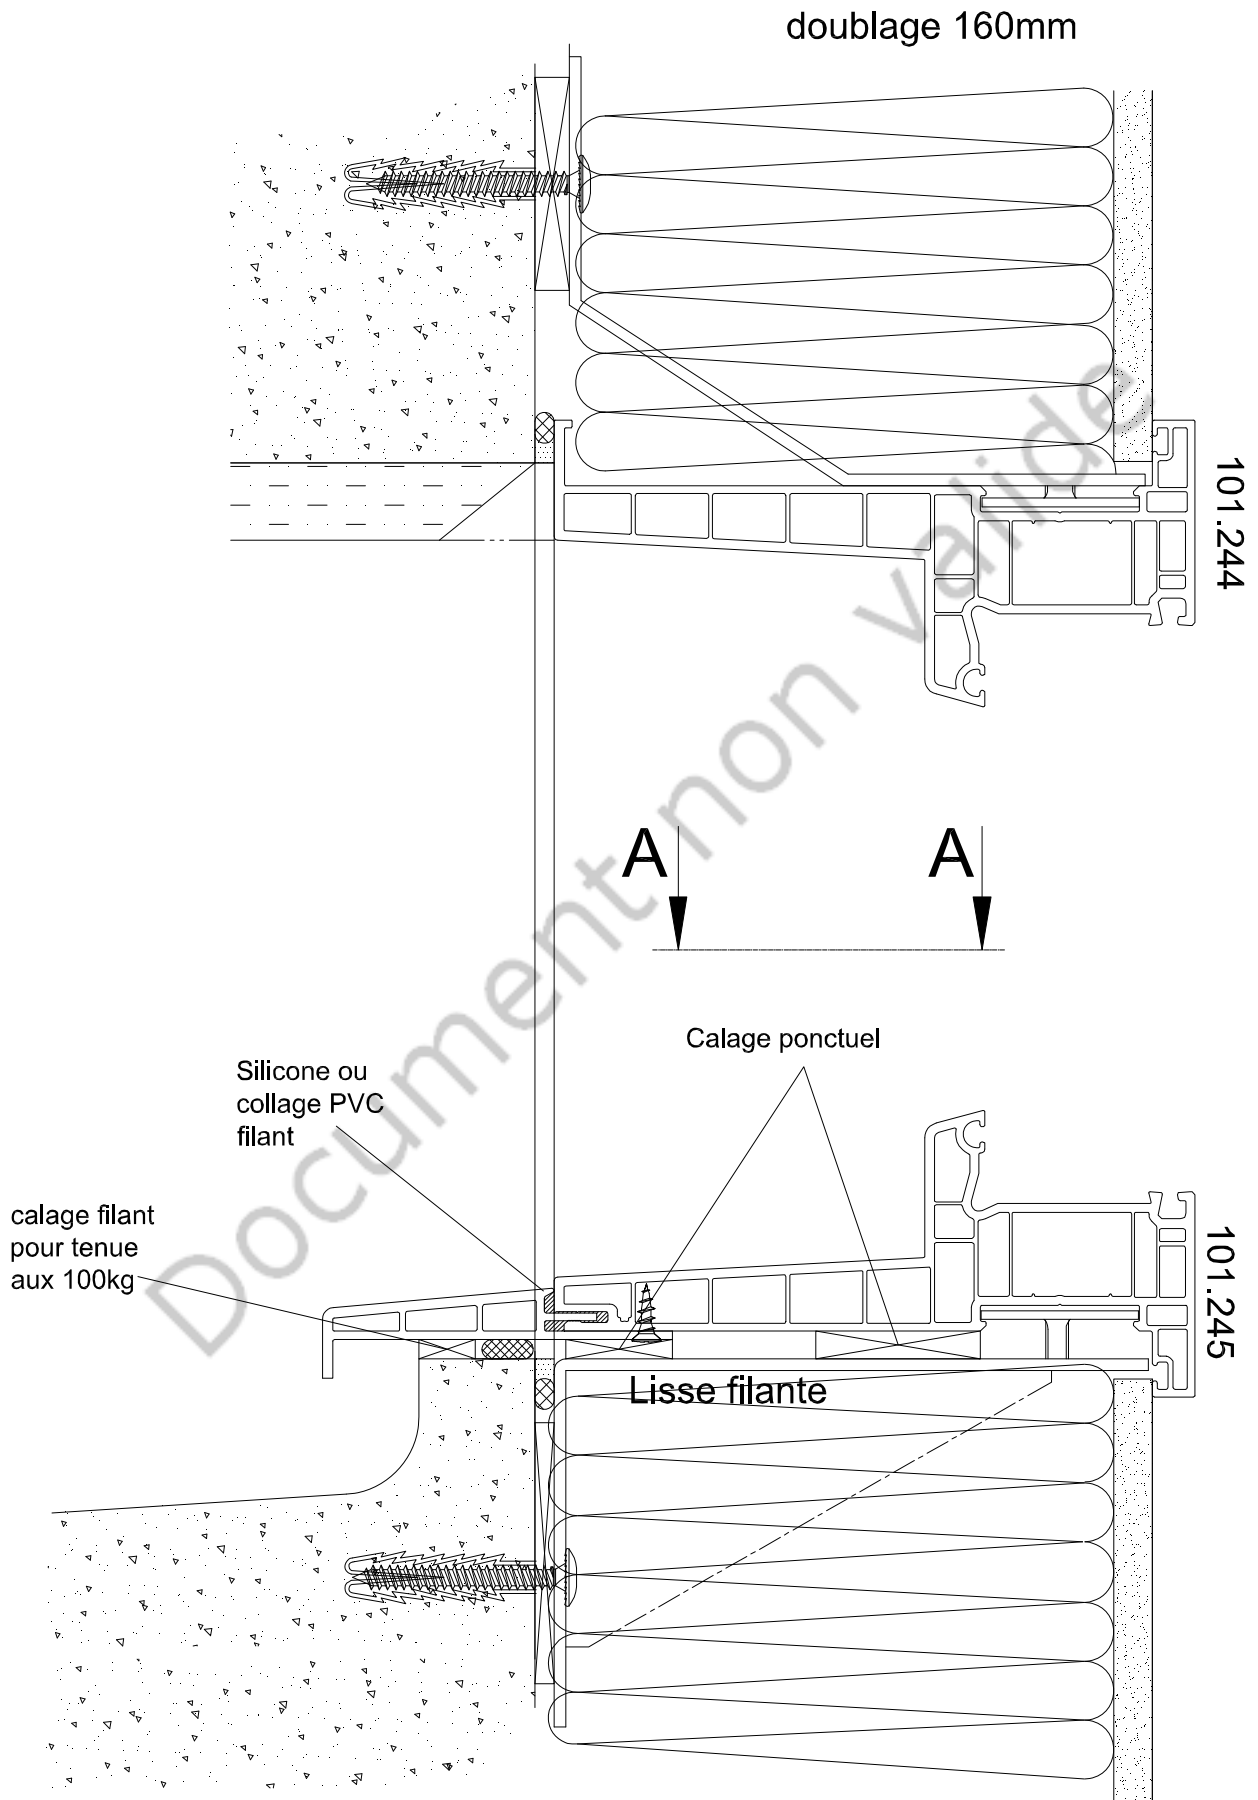 doublage 160mm
101.244
A A
Calage ponctuel
Silicone ou
collage PVC
filant
calage filant
pour tenue
aux 100kg
101.245
Lisse filante
Document non valide